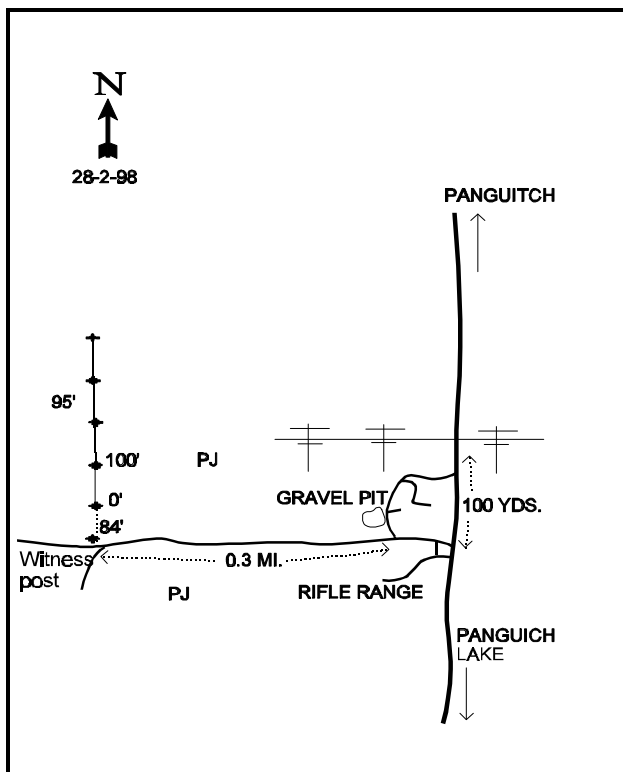 N
28-2-98
PANGUITCH
95'
100'
PJ
GRAVEL PIT
0'
100 YDS.
84'
Witness
post
0.3 MI.
PJ
RIFLE RANGE
PANGUICH
LAKE